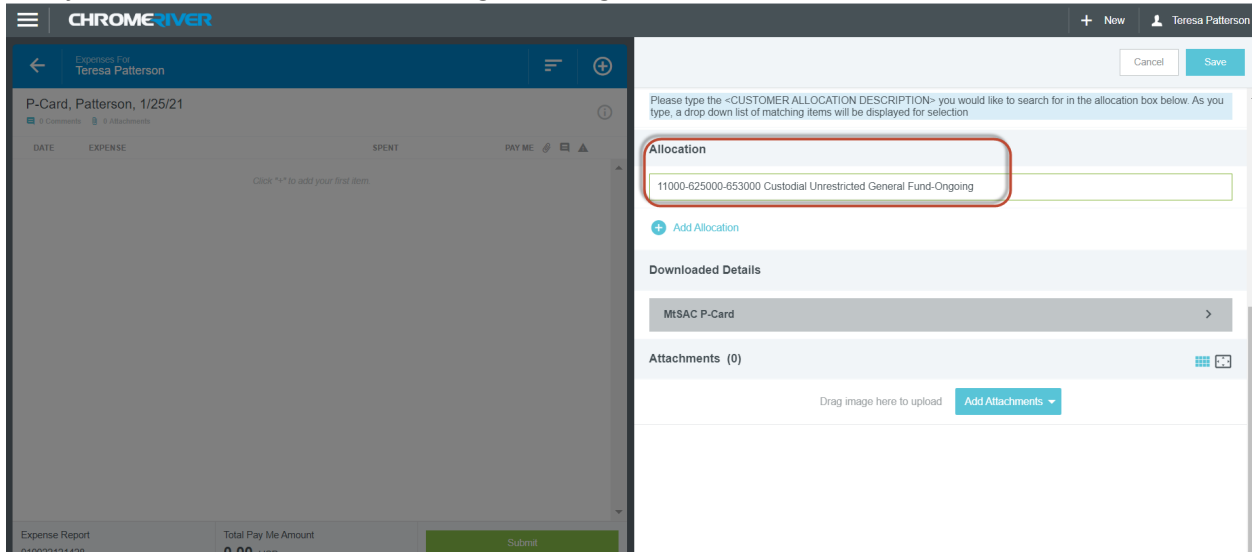 CHROMERIVER
+ New
Teresa Patterson
Expenses For
Teresa Patterson
Cancel
Save
P-Card, Patterson, 1/25/21
0 Comments 0 Attachments
DATE EXPENSE SPENT PAY ME
Click "+" to add your first item
Please type the <CUSTOMER ALLOCATION DESCRIPTION> you would like to search for in the allocation box below. As you
type, a drop down list of matching items will be displayed for selection
Allocation
11000-625000-653000 Custodial Unrestricted General Fund-Ongoing
Add Allocation
Downloaded Details
MtSAC P-Card
Attachments (0)
Drag image here to upload
Add Attachments
Expense Report
Total Pay Me Amount
Submit